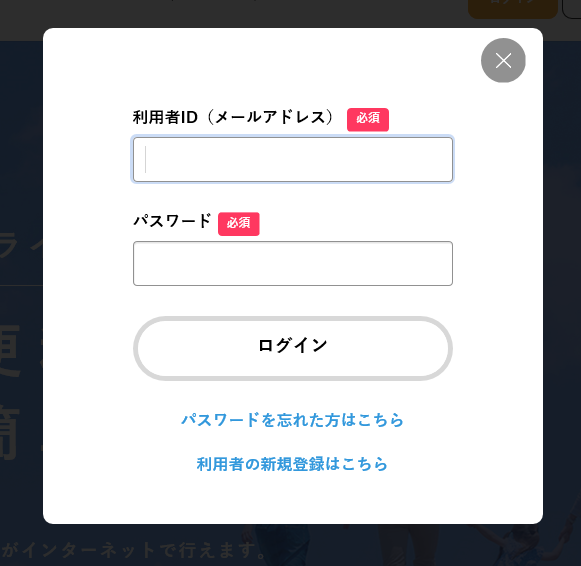 利用者ID（メールアドレス） 必須
パスワード 必須
ログイン
パスワードを忘れた方はこちら
利用者の新規登録はこちら
がインターネットで行えます。